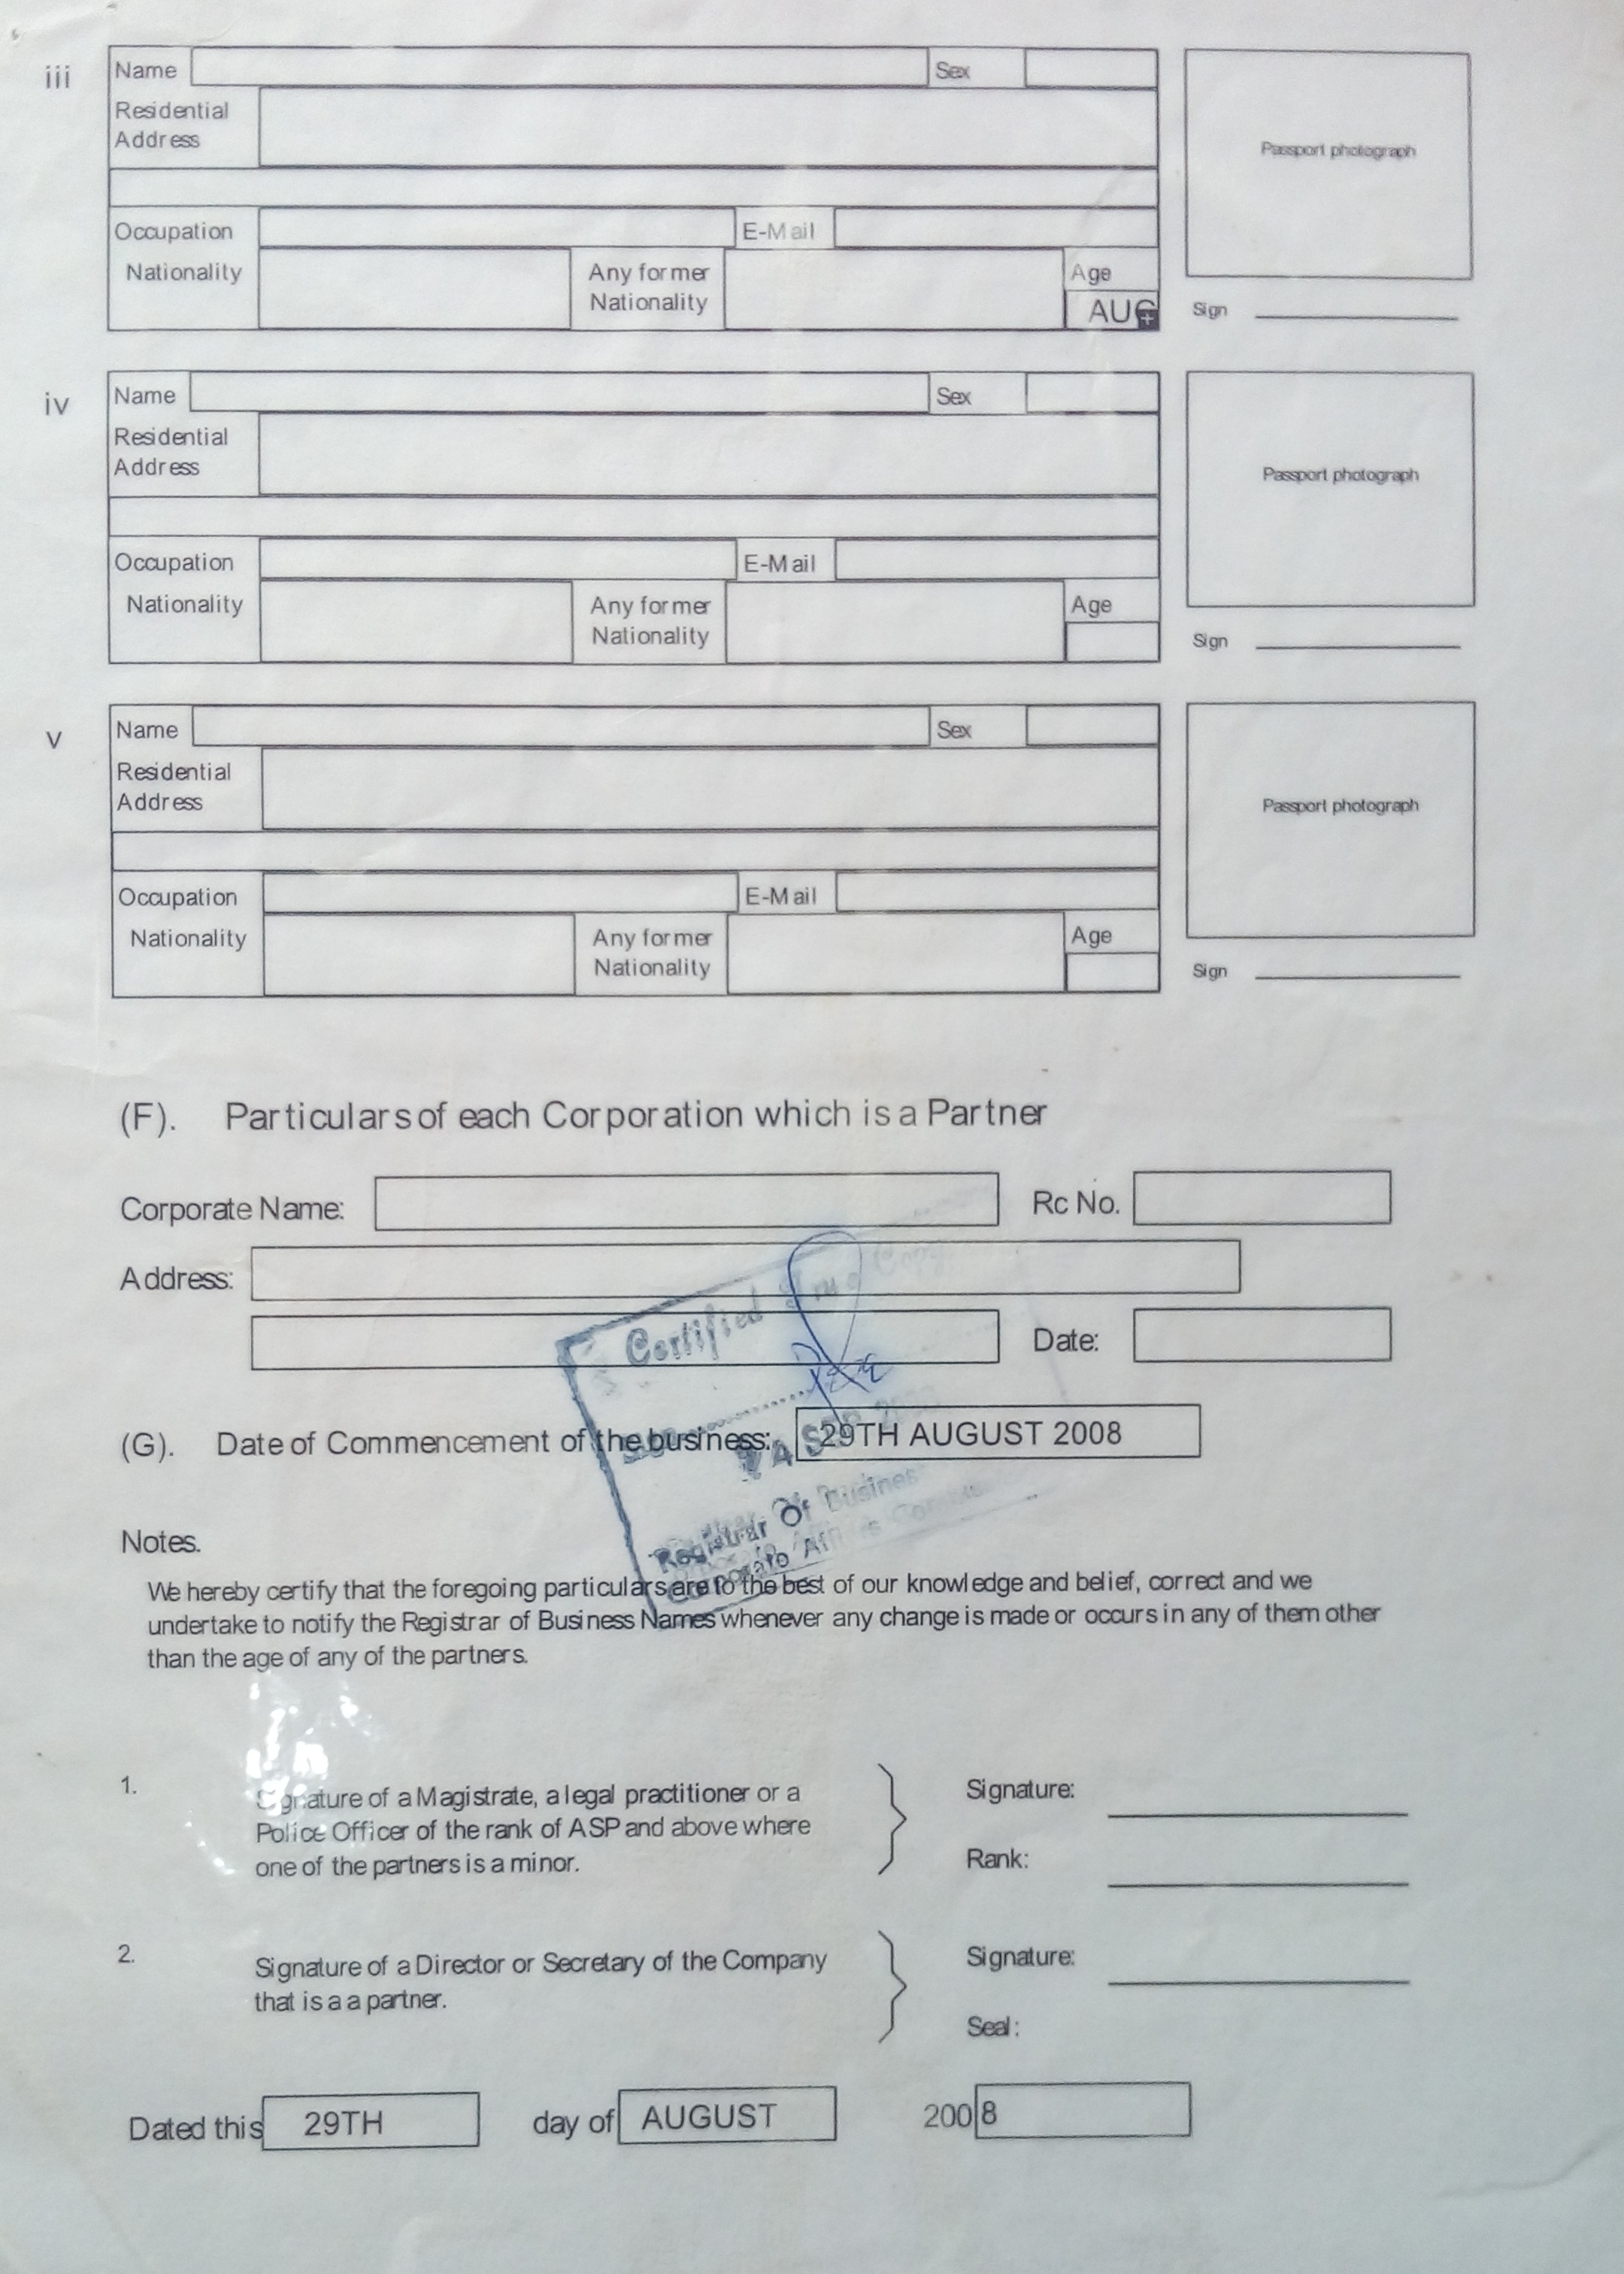 iii
Name
Sex
Residential
Address
Passport photograph
Occupation
E-Mail
Nationality
Any former
Nationality
Age
AUG
Sign
iv
Name
Sex
Residential
Address
Passport photograph
Occupation
E-Mail
Nationality
Any former
Nationality
Age
Sign
v
Name
Sex
Residential
Address
Passport photograph
Occupation
E-Mail
Nationality
Any former
Nationality
Age
Sign
(F). Particulars of each Corporation which is a Partner
Corporate Name: Rc No.
Address:
Date:
Certified True Copy
(G). Date of Commencement of the business: 29TH AUGUST 2008
SEP
Registrar Of Busines
Corporate Affairs
Notes.
We hereby certify that the foregoing particulars are to the best of our knowledge and belief, correct and we
undertake to notify the Registrar of Business Names whenever any change is made or occurs in any of them other
than the age of any of the partners.
1. Signature of a Magistrate, a legal practitioner or a
Police Officer of the rank of ASP and above where
one of the partners is a minor.
Signature:
Rank:
2. Signature of a Director or Secretary of the Company
that is a a partner.
Signature:
Seal:
Dated this 29TH day of AUGUST 2008